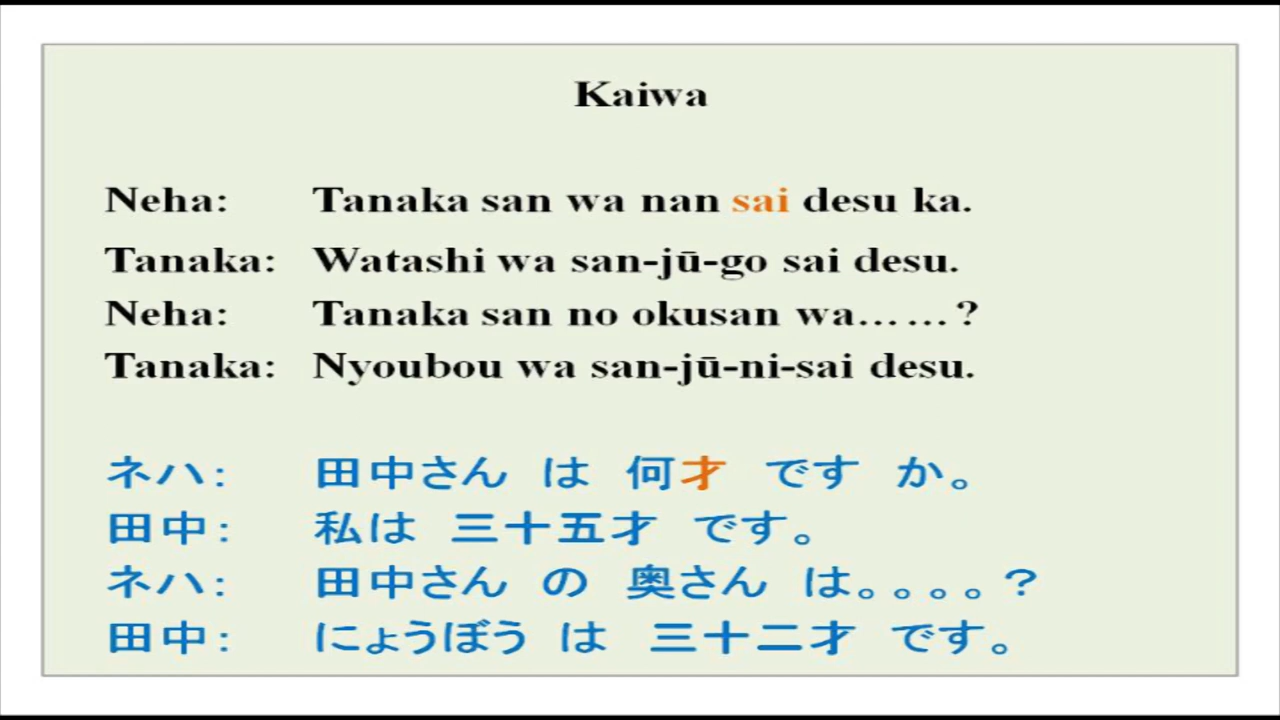 Kaiwa
Neha: Tanaka san wa nan sai desu ka.
Tanaka: Watashi wa san-jū-go sai desu.
Neha: Tanaka san no okusan wa……?
Tanaka: Nyoubou wa san-jū-ni-sai desu.
ネハ: 田中さん は 何才 です か。
田中: 私は 三十五才 です。
ネハ: 田中さん の 奥さん は。。。。?
田中: にょうぼう は 三十二才 です。